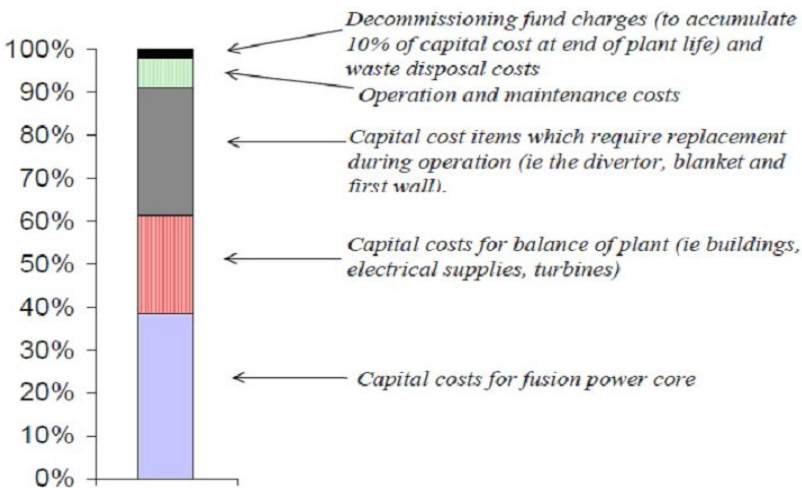 Decommissioning fund charges (to accumulate
10% of capital cost at end of plant life) and
waste disposal costs
Operation and maintenance costs
Capital cost items which require replacement
during operation (ie the divertor, blanket and
first wall).
Capital costs for balance of plant (ie buildings,
electrical supplies, turbines)
Capital costs for fusion power core
100%
90%
80%
70%
60%
50%
40%
30%
20%
10%
0%